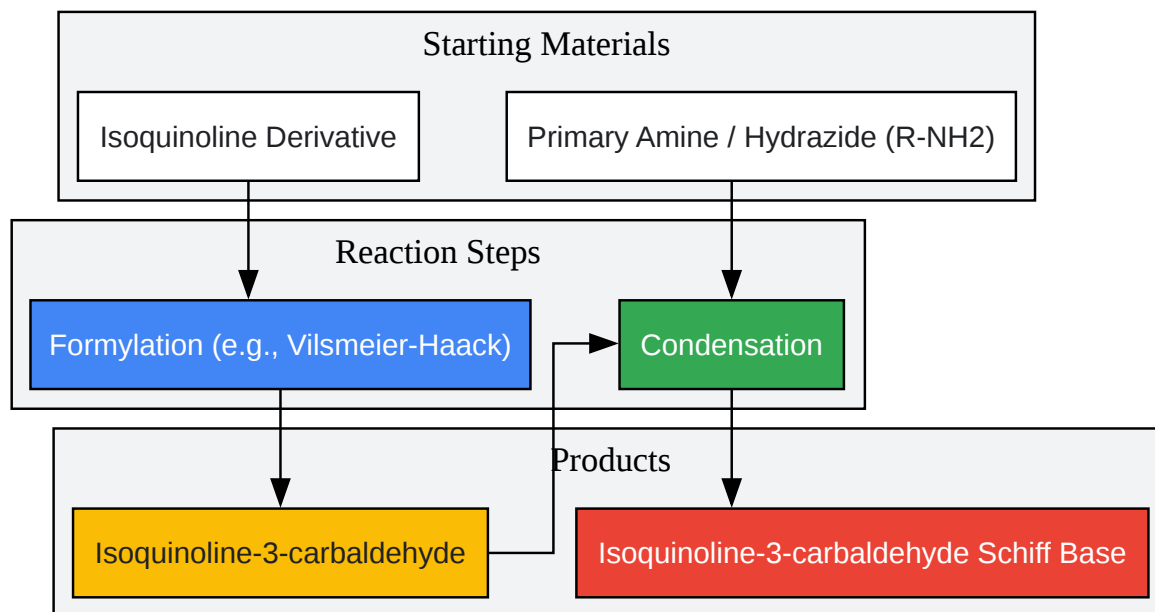 Starting Materials
Isoquinoline Derivative
Primary Amine / Hydrazide (R-NH2)
Reaction Steps
Formylation (e.g., Vilsmeier-Haack)
Condensation
Products
Isoquinoline-3-carbaldehyde
Isoquinoline-3-carbaldehyde Schiff Base